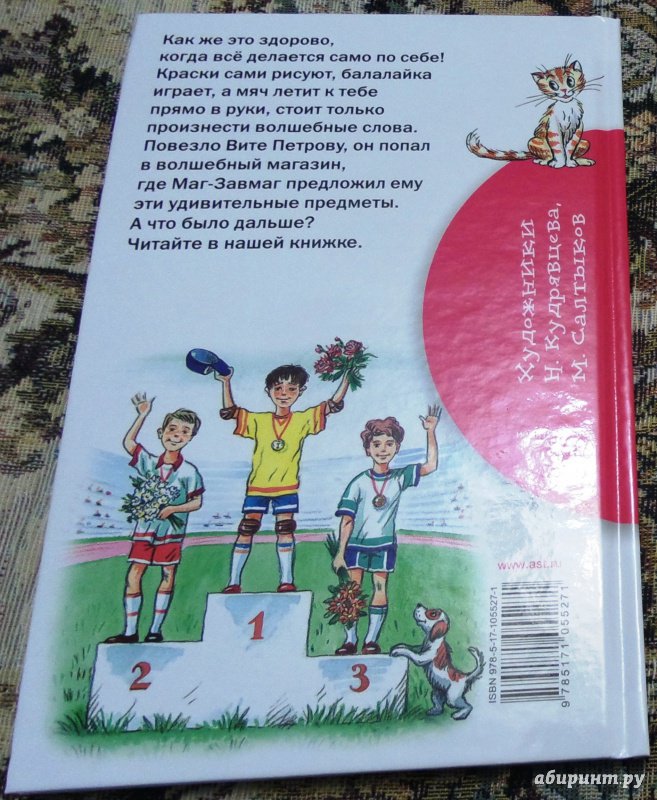 Как же это здорово,
когда всё делается само по себе!
Краски сами рисуют, балалайка
играет, а мяч летит к тебе
прямо в руки, стоит только
произнести волшебные слова.
Повезло Вите Петрову, он попал
в волшебный магазин,
где Маг-Завмаг предложил ему
эти удивительные предметы.
А что было дальше?
Читайте в нашей книжке.
Художники
Н. Кудрявцева,
М. Салтыков
1
2
3
www.ast.ru
ISBN 978-5-17-105527-1
9 785171 055271
абиринт.ру